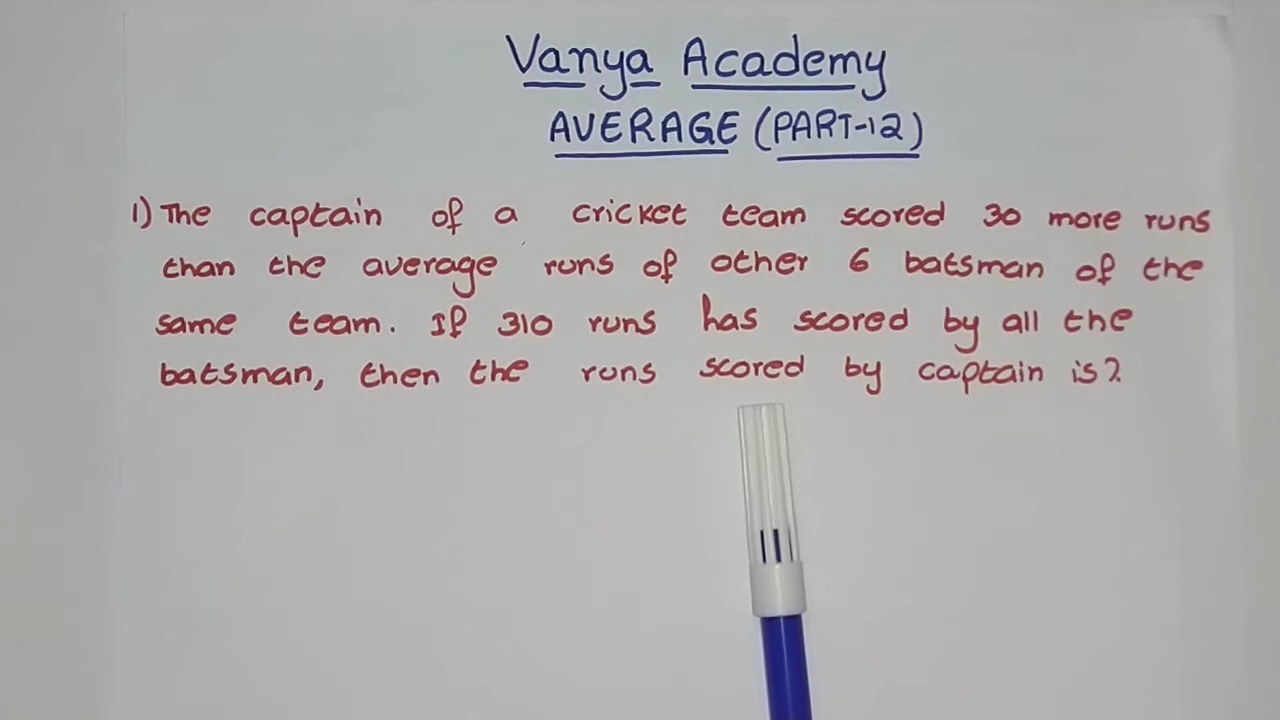 Vanya Academy
AVERAGE (PART-12)
1) The captain of a cricket team scored 30 more runs
than the average runs of other 6 batsman of the
same team. If 310 runs has scored by all the
batsman, then the runs scored by captain is?